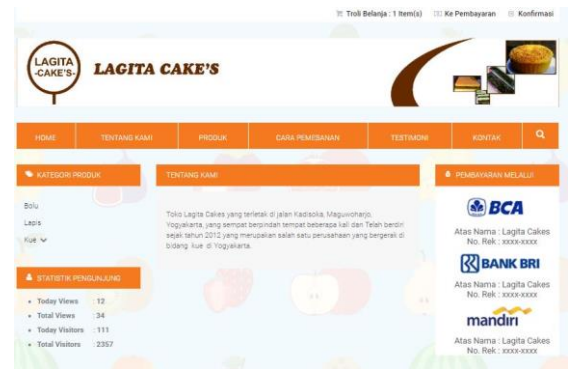 Troli Belanja : 1 Item(s) Ke Pembayaran Konfirmasi
LAGITA
-CAKE'S-
LAGITA CAKE'S
HOME TENTANG KAMI PRODUK CARA PEMESANAN TESTIMONI KONTAK
KATEGORI PRODUK
Bolu
Lapis
Kue
STATISTIK PENGUNJUNG
Today Views : 12
Total Views : 34
Today Visitors : 111
Total Visitors : 2357
TENTANG KAMI
Toko Lagita Cakes yang terletak di jalan Kadisoka, Maguwoharjo,
Yogyakarta, yang sempat berpindah tempat beberapa kali dan Telah berdiri
sejak tahun 2012 yang merupakan salah satu perusahaan yang bergerak di
bidang kue di Yogyakarta.
PEMBAYARAN MELALUI
BCA
Atas Nama : Lagita Cakes
No. Rek : xxxx-xxxx
BANK BRI
Atas Nama : Lagita Cakes
No. Rek : xxxx-xxxx
mandiri
Atas Nama : Lagita Cakes
No. Rek : xxxx-xxxx